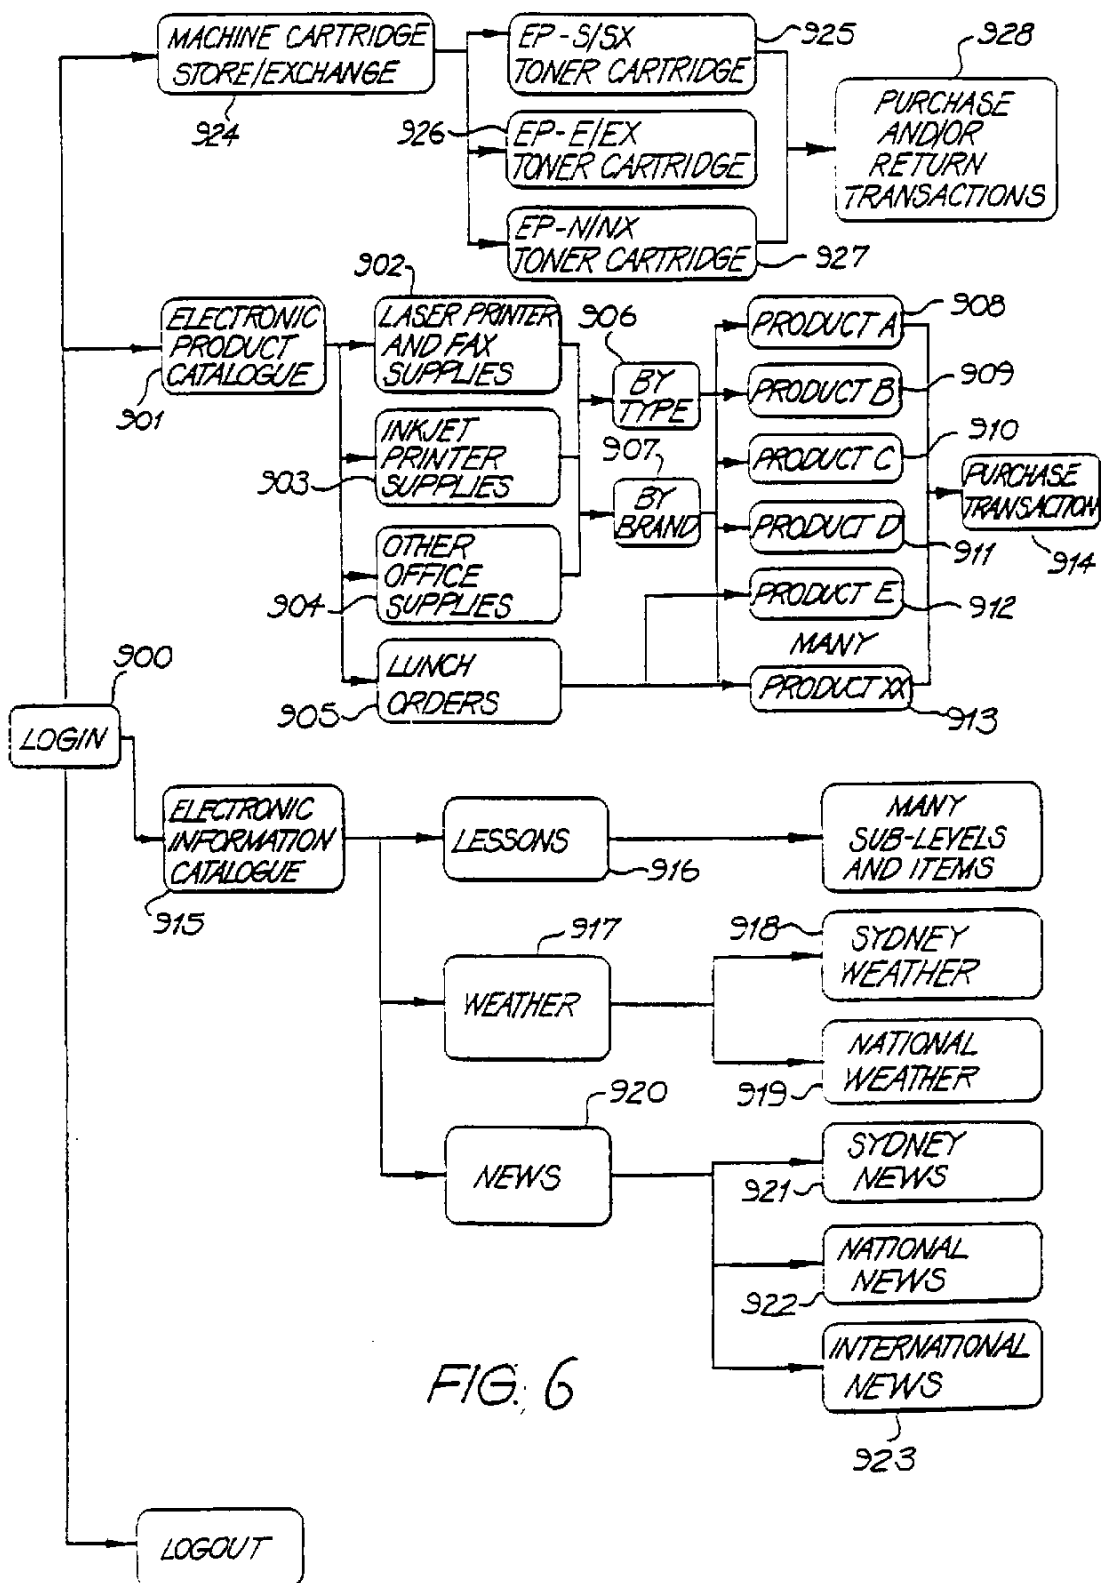 MACHINE CARTRIDGE
STORE/EXCHANGE
924
EP-S/SX
TONER CARTRIDGE
925
926
EP-E/EX
TONER CARTRIDGE
EP-N/NX
TONER CARTRIDGE
927
928
PURCHASE
AND/OR
RETURN
TRANSACTIONS
ELECTRONIC
PRODUCT
CATALOGUE
901
902
LASER PRINTER
AND FAX
SUPPLIES
INKJET
PRINTER
SUPPLIES
903
OTHER
OFFICE
SUPPLIES
904
LUNCH
ORDERS
905
906
BY
TYPE
907
BY
BRAND
PRODUCT A
908
PRODUCT B
909
PRODUCT C
910
PRODUCT D
911
PRODUCT E
912
MANY
PRODUCT XX
913
PURCHASE
TRANSACTION
914
900
LOGIN
ELECTRONIC
INFORMATION
CATALOGUE
915
LESSONS
916
MANY
SUB-LEVELS
AND ITEMS
917
WEATHER
918
SYDNEY
WEATHER
NATIONAL
WEATHER
919
920
NEWS
SYDNEY
NEWS
921
NATIONAL
NEWS
922
INTERNATIONAL
NEWS
923
FIG. 6
LOGOUT